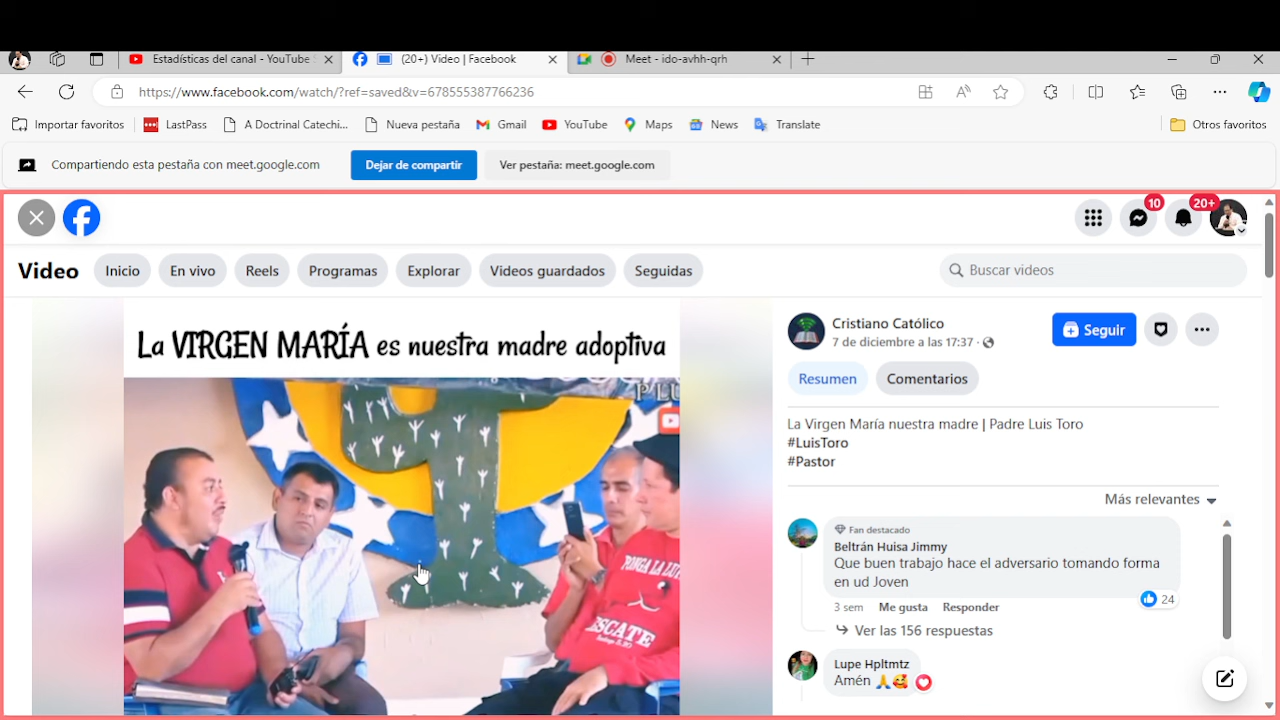 Estadísticas del canal - YouTube
(20+) Video | Facebook
Meet - ido-avhh-qrh
https://www.facebook.com/watch/?ref=saved&v=678555387766236
Importar favoritos
LastPass
A Doctrinal Catechi...
Nueva pestaña
Gmail
YouTube
Maps
News
Translate
Otros favoritos
Compartiendo esta pestaña con meet.google.com
Dejar de compartir
Ver pestaña: meet.google.com
10
20+
Video
Inicio
En vivo
Reels
Programas
Explorar
Videos guardados
Seguidas
Buscar videos
La VIRGEN MARÍA es nuestra madre adoptiva
Cristiano Católico
7 de diciembre a las 17:37 ·
Seguir
Resumen
Comentarios
La Virgen María nuestra madre | Padre Luis Toro
#LuisToro
#Pastor
Más relevantes
Fan destacado
Beltrán Huisa Jimmy
Que buen trabajo hace el adversario tomando forma
en ud Joven
24
3 sem Me gusta Responder
Ver las 156 respuestas
Lupe Hpltmtz
Amén 🙏🥰
ESCATE